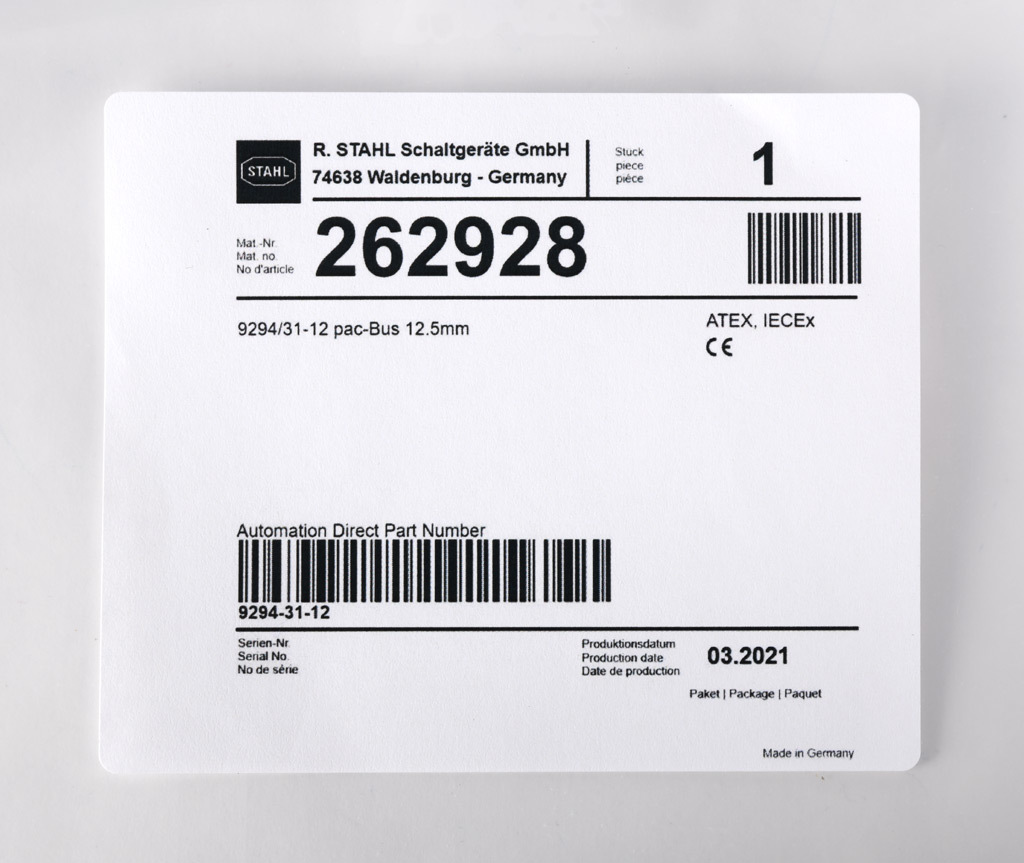 STAHL
R. STAHL Schaltgeräte GmbH
74638 Waldenburg - Germany
Stück
piece
pièce
1
Mat.-Nr.
Mat. no.
No d'article
262928
9294/31-12 pac-Bus 12.5mm
ATEX, IECEx
CE
Automation Direct Part Number
9294-31-12
Serien-Nr.
Serial No.
No de série
Produktionsdatum
Production date
Date de production
03.2021
Paket | Package | Paquet
Made in Germany